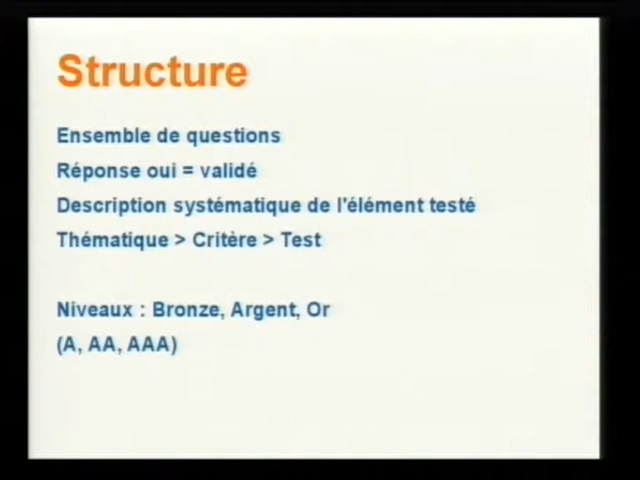 Structure
Ensemble de questions
Réponse oui = validé
Description systématique de l'élément testé
Thématique > Critère > Test
Niveaux : Bronze, Argent, Or
(A, AA, AAA)